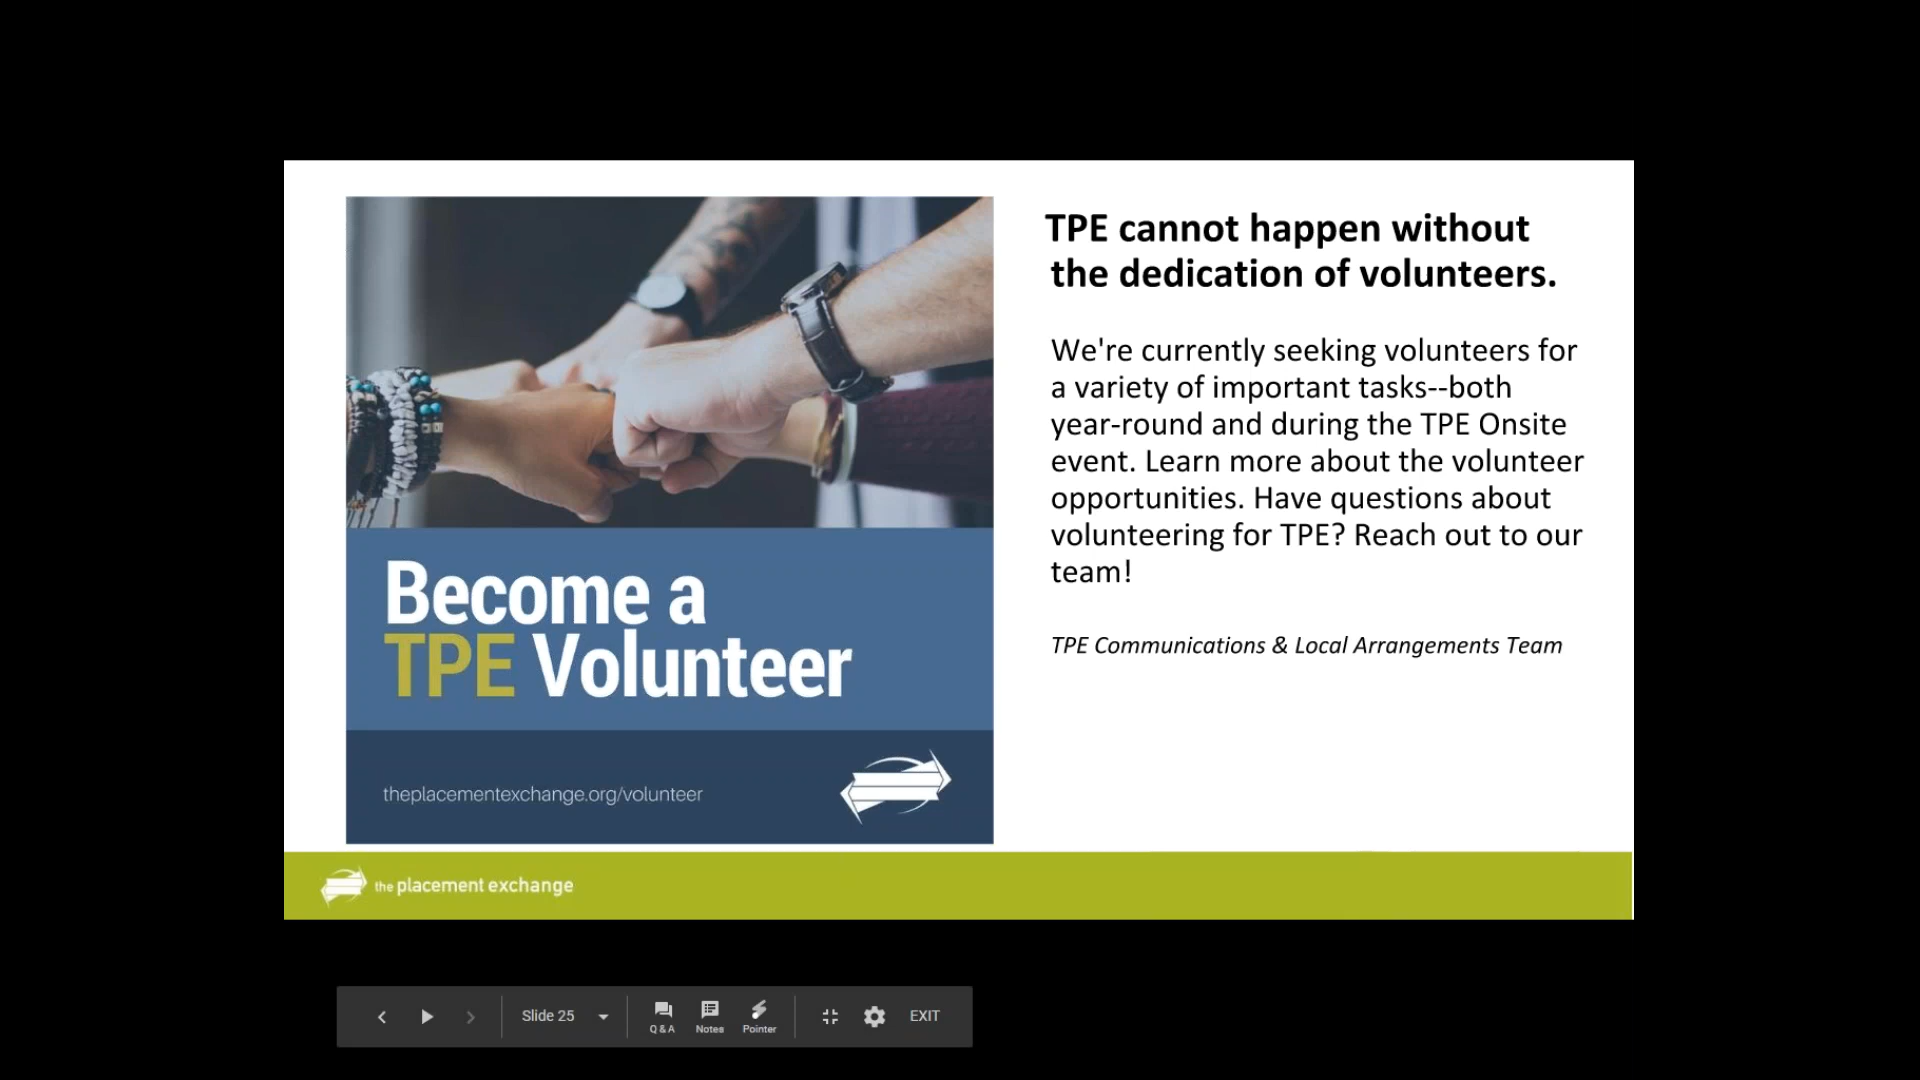 TPE cannot happen without
the dedication of volunteers.
We're currently seeking volunteers for
a variety of important tasks--both
year-round and during the TPE Onsite
event. Learn more about the volunteer
opportunities. Have questions about
volunteering for TPE? Reach out to our
team!
TPE Communications & Local Arrangements Team
Become a
TPE Volunteer
theplacementexchange.org/volunteer
the placement exchange
Slide 25
Q & A
Notes
Pointer
EXIT